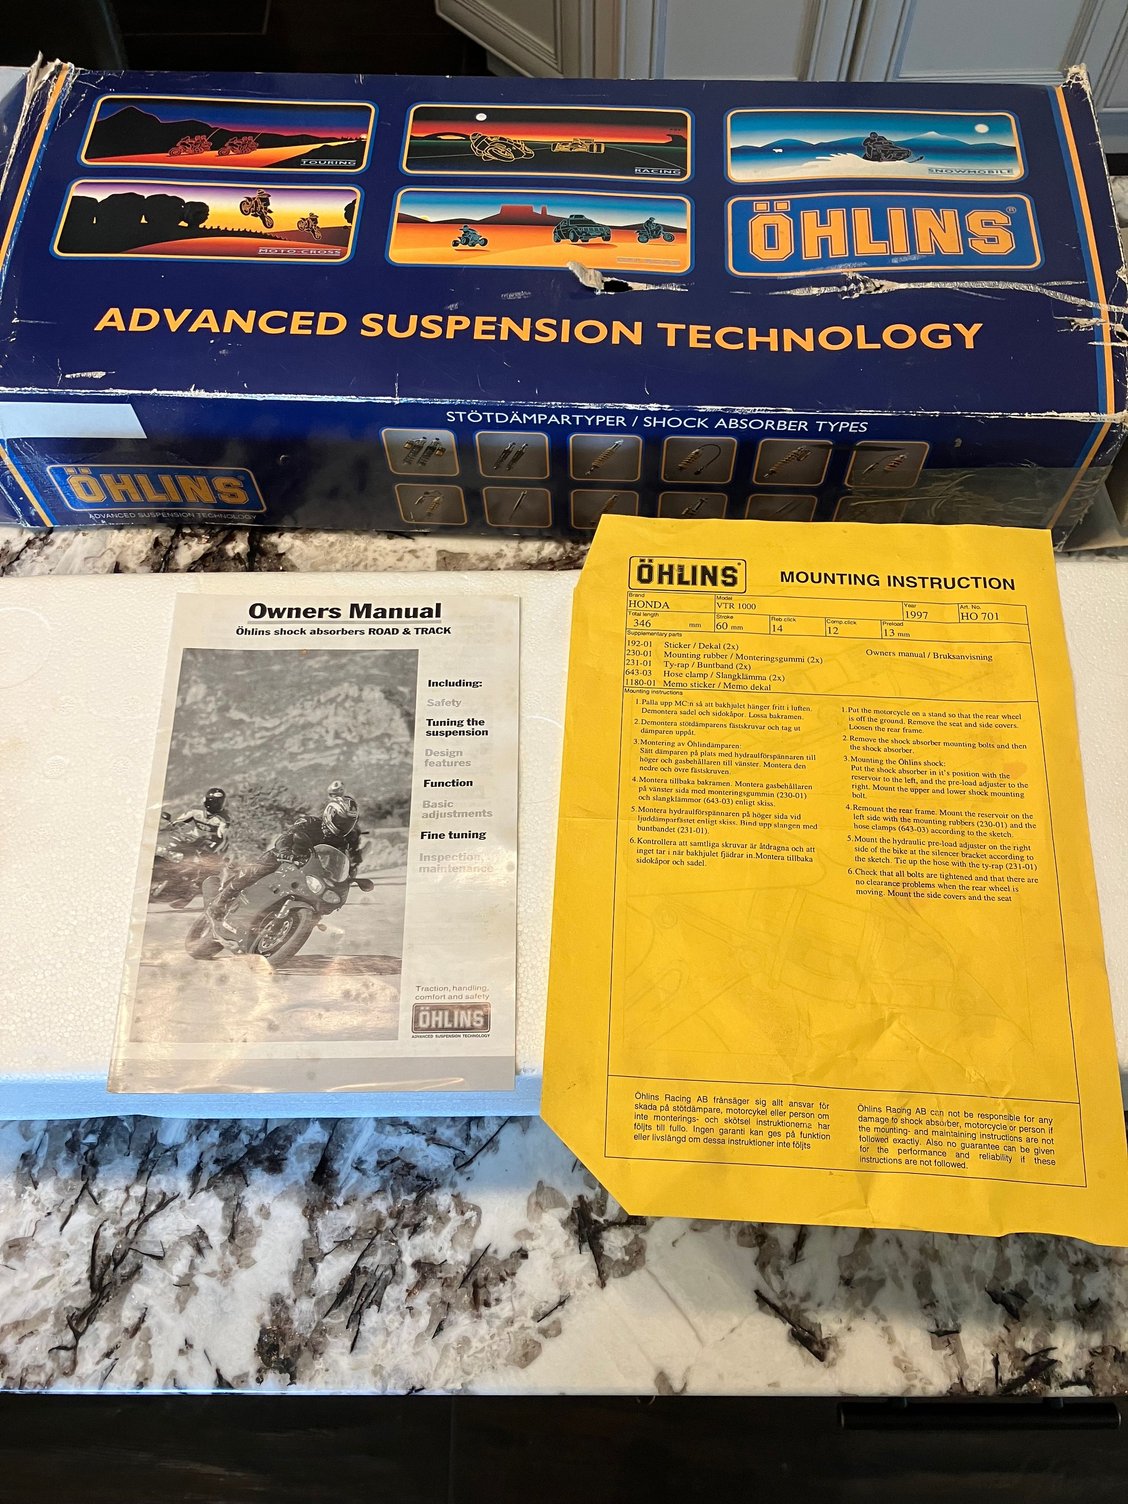 TOURING
RACING
SNOWMOBILE
MOTO-CROSS
ÖHLINS
ADVANCED SUSPENSION TECHNOLOGY
STÖTDÄMPARTYPER / SHOCK ABSORBER TYPES
ÖHLINS
ADVANCED SUSPENSION TECHNOLOGY
Owners Manual
Öhlins shock absorbers ROAD & TRACK
Including:
Safety
Tuning the
suspension
Design
features
Function
Basic
adjustments
Fine tuning
Inspection,
maintenance
Traction, handling,
comfort and safety
ÖHLINS
ADVANCED SUSPENSION TECHNOLOGY
ÖHLINS MOUNTING INSTRUCTION
Brand Model Year Art. No.
HONDA VTR 1000 1997 HO 701
Total length Stroke Reb.click Comp.click Preload
346 mm 60 mm 14 12 13 mm
Supplementary parts
192-01 Sticker / Dekal (2x)
230-01 Mounting rubber / Monteringsgummi (2x)
231-01 Ty-rap / Buntband (2x)
643-03 Hose clamp / Slangklämma (2x)
1180-01 Memo sticker / Memo dekal
Owners manual / Bruksanvisning
Mounting instructions
1. Palla upp MC:n så att bakhjulet hänger fritt i luften.
Demontera sadel och sidokåpor. Lossa bakramen.
2. Demontera stötdämparens fästskruvar och tag ut
dämparen uppåt.
3. Montering av Öhlindämparen:
Sätt dämparen på plats med hydraulförspännaren till
höger och gasbehållaren till vänster. Montera den
nedre och övre fästskruven.
4. Montera tillbaka bakramen. Montera gasbehållaren
på vänster sida med monteringsgummin (230-01)
och slangklämmor (643-03) enligt skiss.
5. Montera hydraulförspännaren på höger sida vid
ljuddämparfästet enligt skiss. Bind upp slangen med
buntbandet (231-01).
6. Kontrollera att samtliga skruvar är åtdragna och att
inget tar i när bakhjulet fjädrar in.Montera tillbaka
sidokåpor och sadel.
1. Put the motorcycle on a stand so that the rear wheel
is off the ground. Remove the seat and side covers.
Loosen the rear frame.
2. Remove the shock absorber mounting bolts and then
the shock absorber.
3. Mounting the Öhlins shock:
Put the shock absorber in it's position with the
reservoir to the left, and the pre-load adjuster to the
right. Mount the upper and lower shock mounting
bolt.
4. Remount the rear frame. Mount the reservoir on the
left side with the mounting rubbers (230-01) and the
hose clamps (643-03) according to the sketch.
5. Mount the hydraulic pre-load adjuster on the right
side of the bike at the silencer bracket according to
the sketch. Tie up the hose with the ty-rap (231-01)
6. Check that all bolts are tightened and that there are
no clearance problems when the rear wheel is
moving. Mount the side covers and the seat
Öhlins Racing AB frånsäger sig allt ansvar för
skada på stötdämpare, motorcykel eller person om
inte monterings- och skötsel instruktionerna har
följts till fullo. Ingen garanti kan ges på funktion
eller livslängd om dessa instruktioner inte följts
Öhlins Racing AB can not be responsible for any
damage to shock absorber, motorcycle or person if
the mounting- and maintaining instructions are not
followed exactly. Also no guarantee can be given
for the performance and reliability if these
instructions are not followed.